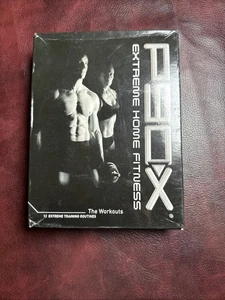 P90X®
EXTREME HOME FITNESS
The Workouts
12 EXTREME TRAINING ROUTINES